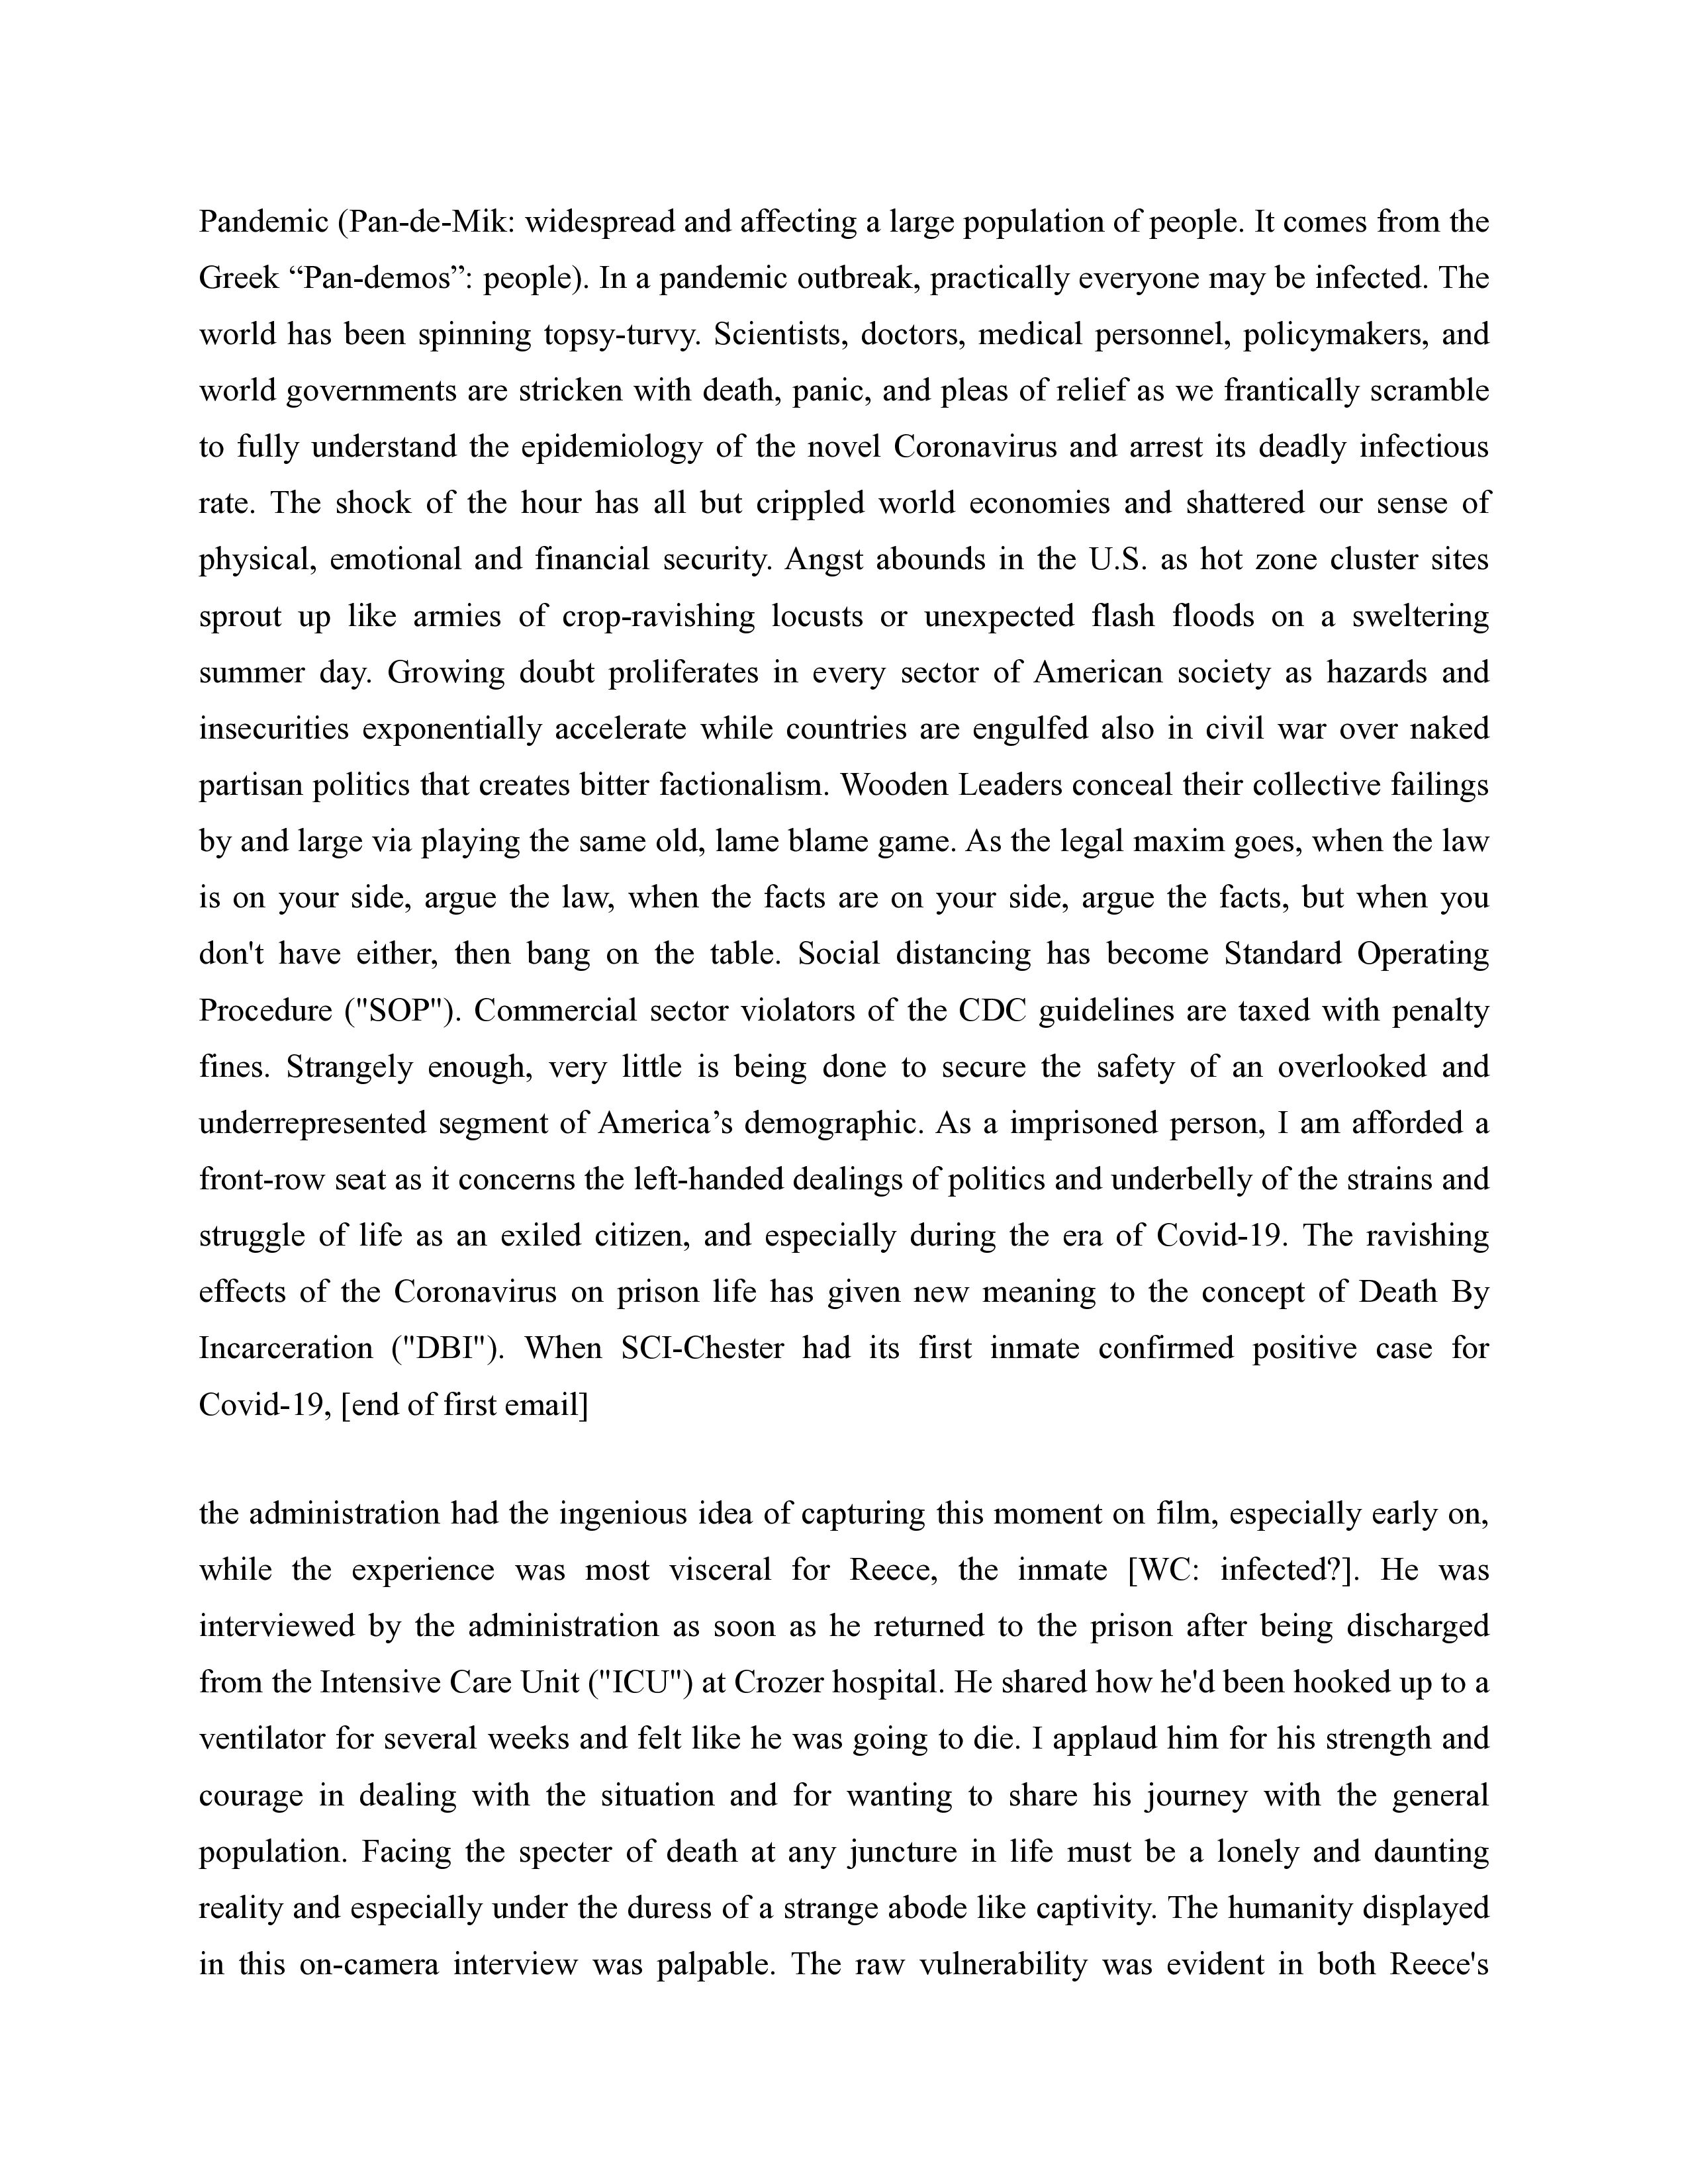 Pandemic (Pan-de-Mik: widespread and affecting a large population of people. It comes from the
Greek “Pan-demos”: people). In a pandemic outbreak, practically everyone may be infected. The
world has been spinning topsy-turvy. Scientists, doctors, medical personnel, policymakers, and
world governments are stricken with death, panic, and pleas of relief as we frantically scramble
to fully understand the epidemiology of the novel Coronavirus and arrest its deadly infectious
rate. The shock of the hour has all but crippled world economies and shattered our sense of
physical, emotional and financial security. Angst abounds in the U.S. as hot zone cluster sites
sprout up like armies of crop-ravishing locusts or unexpected flash floods on a sweltering
summer day. Growing doubt proliferates in every sector of American society as hazards and
insecurities exponentially accelerate while countries are engulfed also in civil war over naked
partisan politics that creates bitter factionalism. Wooden Leaders conceal their collective failings
by and large via playing the same old, lame blame game. As the legal maxim goes, when the law
is on your side, argue the law, when the facts are on your side, argue the facts, but when you
don't have either, then bang on the table. Social distancing has become Standard Operating
Procedure ("SOP"). Commercial sector violators of the CDC guidelines are taxed with penalty
fines. Strangely enough, very little is being done to secure the safety of an overlooked and
underrepresented segment of America’s demographic. As a imprisoned person, I am afforded a
front-row seat as it concerns the left-handed dealings of politics and underbelly of the strains and
struggle of life as an exiled citizen, and especially during the era of Covid-19. The ravishing
effects of the Coronavirus on prison life has given new meaning to the concept of Death By
Incarceration ("DBI"). When SCI-Chester had its first inmate confirmed positive case for
Covid-19, [end of first email]
the administration had the ingenious idea of capturing this moment on film, especially early on,
while the experience was most visceral for Reece, the inmate [WC: infected?]. He was
interviewed by the administration as soon as he returned to the prison after being discharged
from the Intensive Care Unit ("ICU") at Crozer hospital. He shared how he'd been hooked up to a
ventilator for several weeks and felt like he was going to die. I applaud him for his strength and
courage in dealing with the situation and for wanting to share his journey with the general
population. Facing the specter of death at any juncture in life must be a lonely and daunting
reality and especially under the duress of a strange abode like captivity. The humanity displayed
in this on-camera interview was palpable. The raw vulnerability was evident in both Reece's